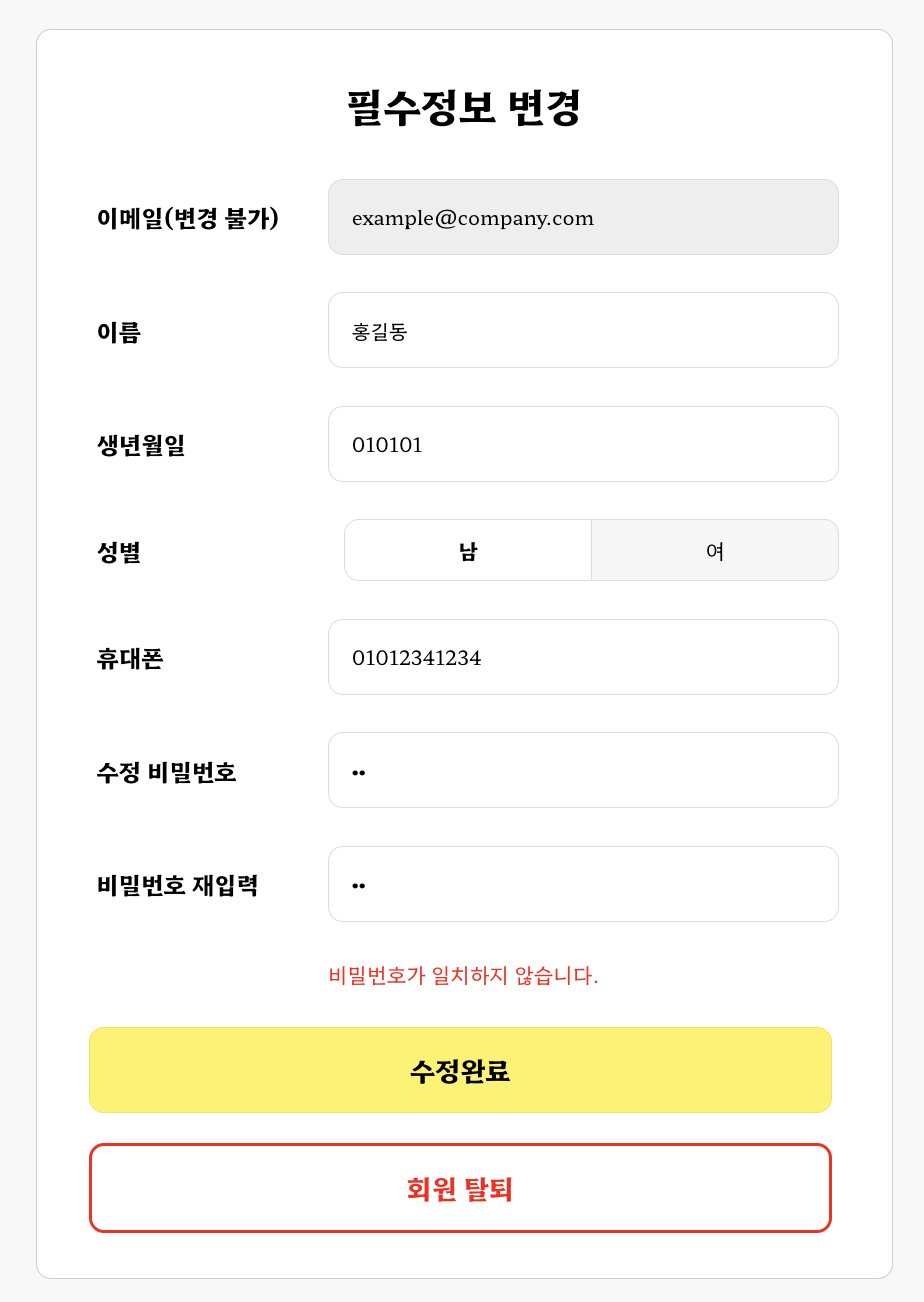 필수정보 변경
이메일(변경 불가)
example@company.com
이름
홍길동
생년월일
010101
성별
남
여
휴대폰
01012341234
수정 비밀번호
••
비밀번호 재입력
••
비밀번호가 일치하지 않습니다.
수정완료
회원 탈퇴